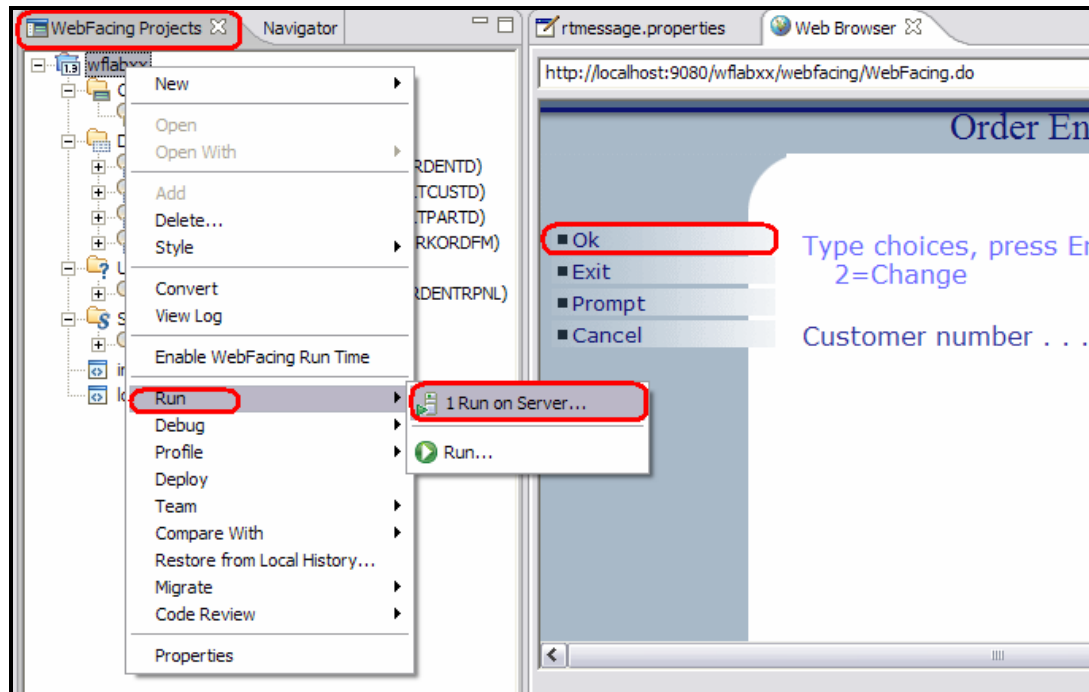 WebFacing Projects
Navigator
rtmessage.properties
Web Browser
http://localhost:9080/wflabxx/webfacing/WebFacing.do
1.3
wflabxx
RDENTD)
TCUSTD)
TPARTD)
RKORDFM)
RDENTRPNL)
New
Open
Open With
Add
Delete...
Style
Convert
View Log
Enable WebFacing Run Time
Run
Debug
Profile
Deploy
Team
Compare With
Restore from Local History...
Migrate
Code Review
Properties
1 Run on Server...
Run...
Order En
Ok
Exit
Prompt
Cancel
Type choices, press En
2=Change
Customer number . . .